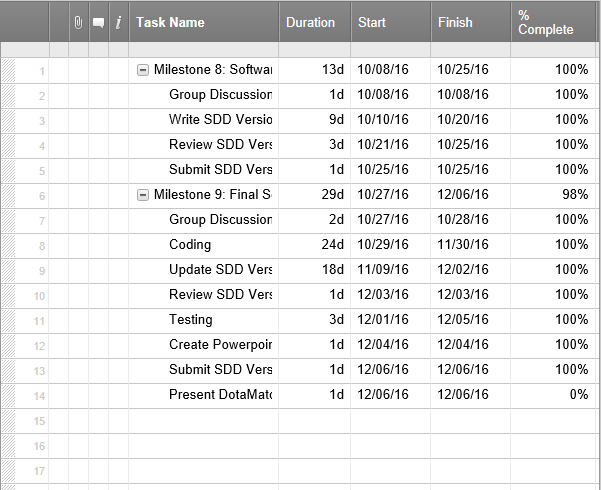 i Task Name Duration Start Finish % Complete
1 Milestone 8: Softwa 13d 10/08/16 10/25/16 100%
2 Group Discussion 1d 10/08/16 10/08/16 100%
3 Write SDD Versio 9d 10/10/16 10/20/16 100%
4 Review SDD Vers 3d 10/21/16 10/25/16 100%
5 Submit SDD Vers 1d 10/25/16 10/25/16 100%
6 Milestone 9: Final S 29d 10/27/16 12/06/16 98%
7 Group Discussion 2d 10/27/16 10/28/16 100%
8 Coding 24d 10/29/16 11/30/16 100%
9 Update SDD Vers 18d 11/09/16 12/02/16 100%
10 Review SDD Vers 1d 12/03/16 12/03/16 100%
11 Testing 3d 12/01/16 12/05/16 100%
12 Create Powerpoin 1d 12/04/16 12/04/16 100%
13 Submit SDD Vers 1d 12/06/16 12/06/16 100%
14 Present DotaMatc 1d 12/06/16 12/06/16 0%
15
16
17